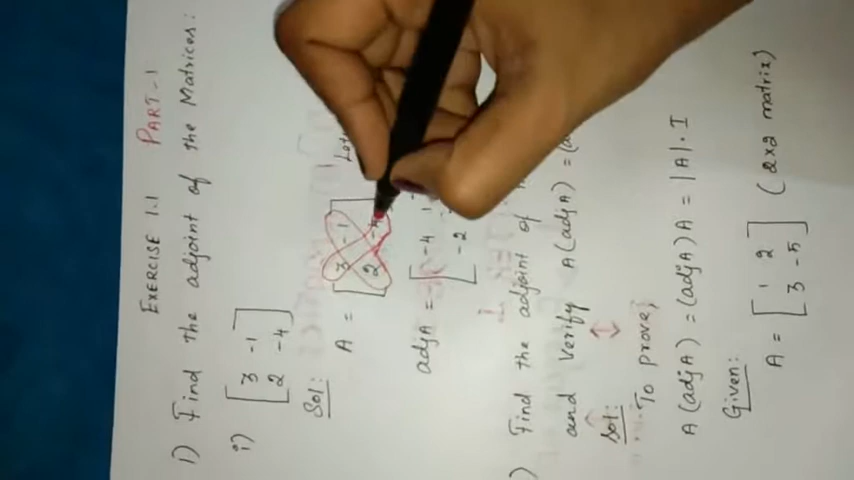 EXERCISE 1.1 PART-1
1) Find the adjoint of the Matrices:
i) [3 -1
2 -4]
Sol:
A = [3 -1
2 -4]
adjA = [-4 1
-2
) Find the adjoint of
and verify A(adjA) =
Sol:
To prove,
A(adjA) = (adjA)A = |A|·I
Given:
A = [1 2
3 -5] (2x2 matrix)